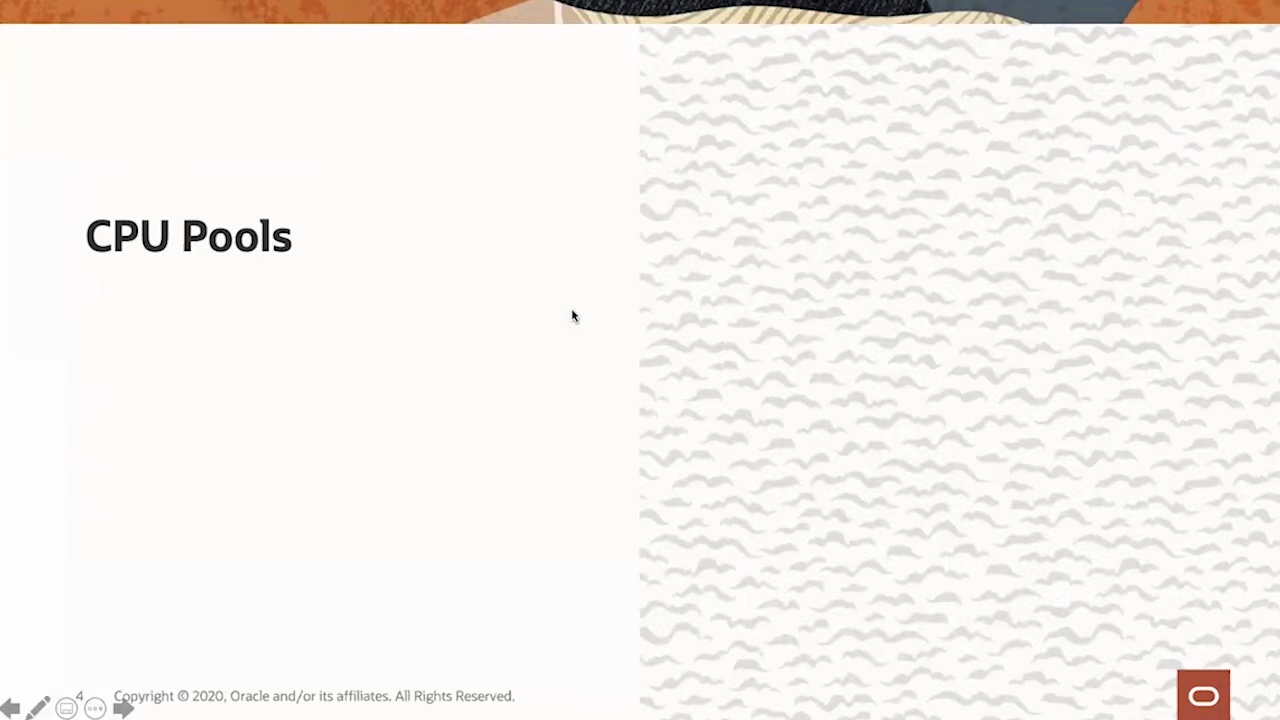 CPU Pools
4
Copyright © 2020, Oracle and/or its affiliates. All Rights Reserved.